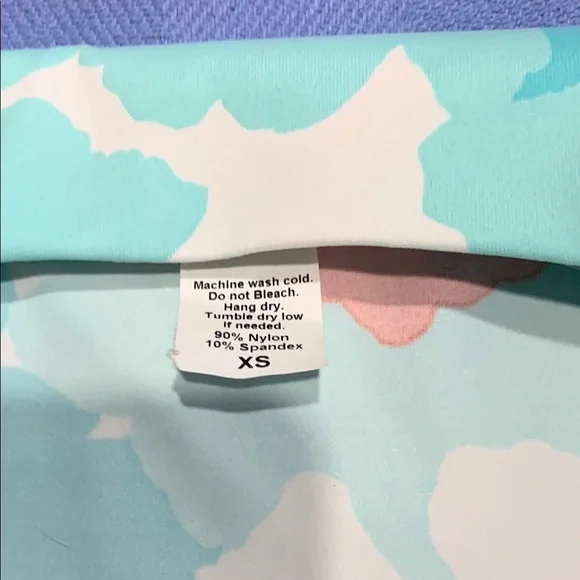 Machine wash cold.
Do not Bleach.
Hang dry.
Tumble dry low
if needed.
90% Nylon
10% Spandex
XS